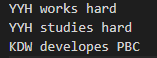 YYH works hard
YYH studies hard
KDW developes PBC